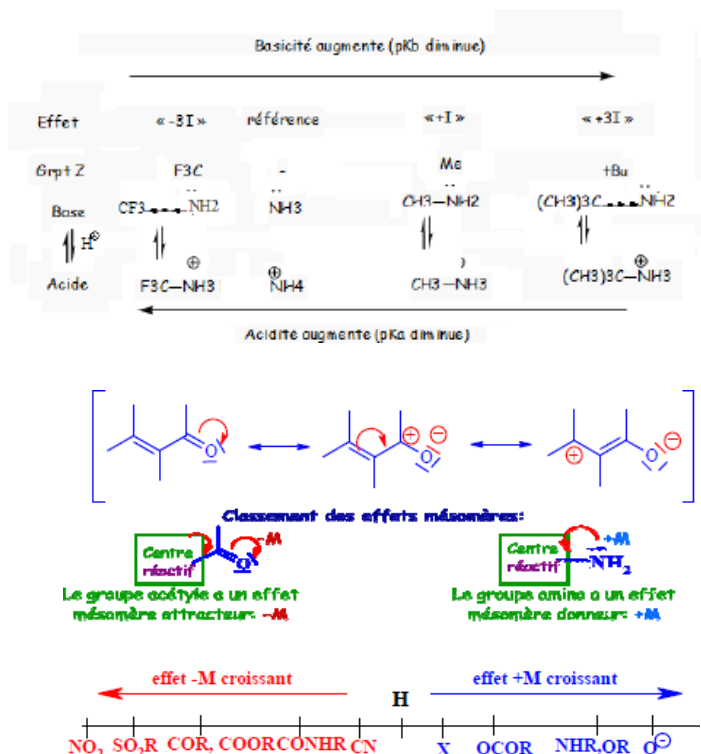 Basicité augmente (pKb diminue)
Effet « -3I » référence «+I» « +3I »
Grpt Z F3C - Me tBu
Base CF3 NH2 NH3 CH3-NH2 (CH3)3C NH2
H⊕
Acide F3C-NH3 ⊕ NH4 ⊕ CH3-NH3 (CH3)3C-NH3 ⊕
Acidité augmente (pKa diminue)
O ⊕ O ⊖ ⊕ O ⊖
Classement des effets mésomères:
Centre réactif O -M
Centre réactif NH2 +M
Le groupe acétyle a un effet
mésomère attracteur: -M
Le groupe amino a un effet
mésomère donneur: +M
effet -M croissant H effet +M croissant
NO2 SO2R COR, COOR CONHR CN X OCOR NHR,OR O⊖